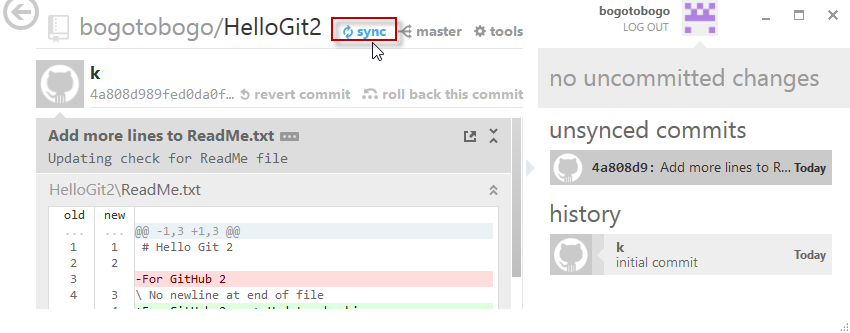 bogotobogo/HelloGit2 sync master tools
k
4a808d989fed0da0f... revert commit roll back this commit
Add more lines to ReadMe.txt
Updating check for ReadMe file
HelloGit2\ReadMe.txt
old new
... ... @@ -1,3 +1,3 @@
1 1 # Hello Git 2
2 2
3 -For GitHub 2
4 3 \ No newline at end of file
bogotobogo
LOG OUT
no uncommitted changes
unsynced commits
4a808d9: Add more lines to R... Today
history
k
initial commit Today